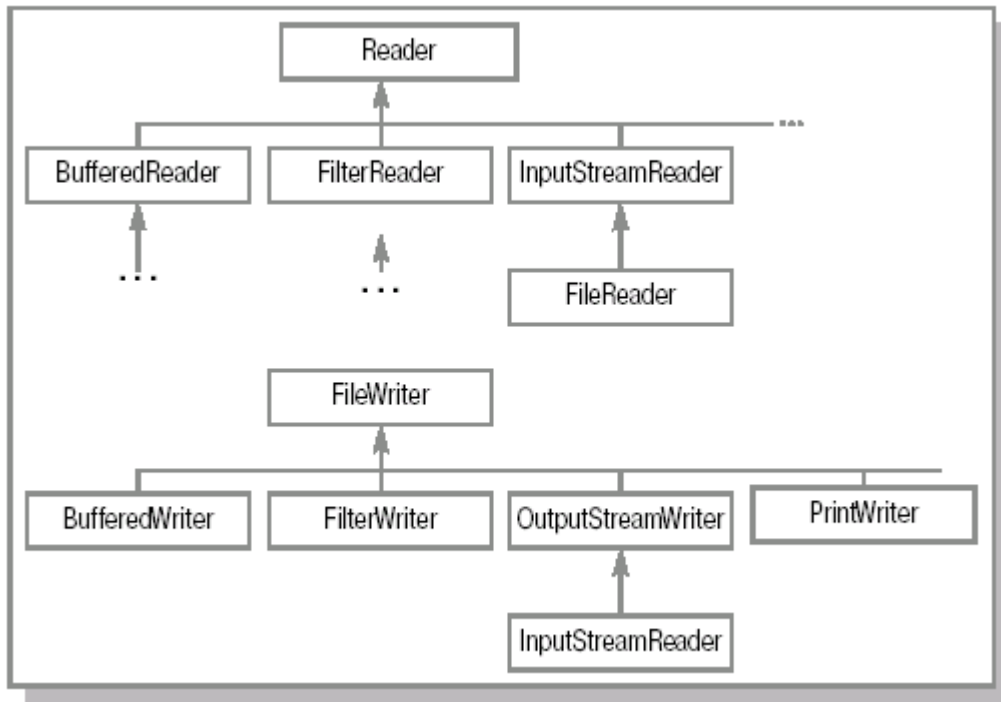 Reader
...
BufferedReader
FilterReader
InputStreamReader
...
...
FileReader
FileWriter
BufferedWriter
FilterWriter
OutputStreamWriter
PrintWriter
InputStreamReader